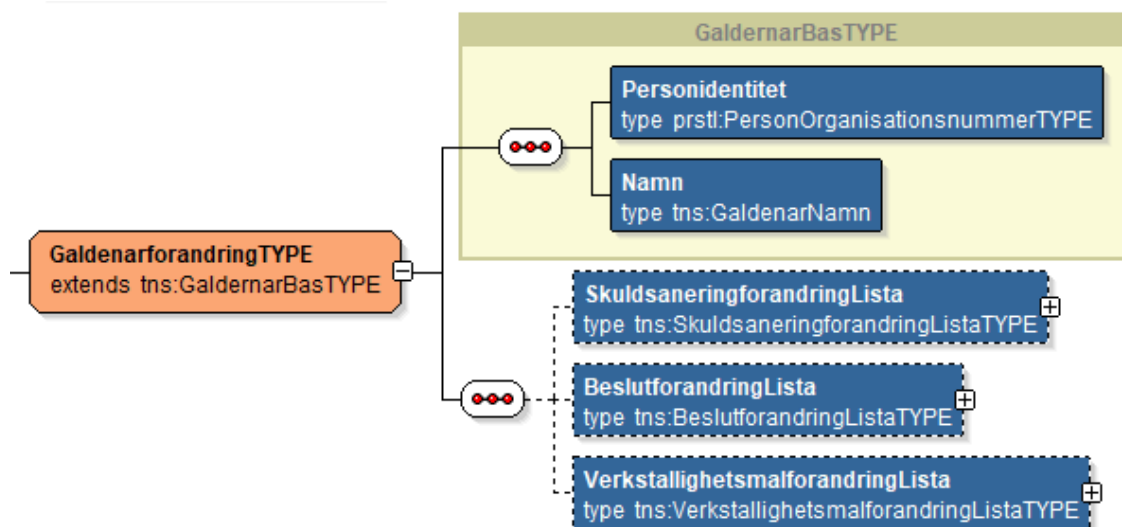 GaldernarBasTYPE
Personidentitet
type prstl:PersonOrganisationsnummerTYPE
Namn
type tns:GaldenarNamn
GaldenarforandringTYPE
extends tns:GaldernarBasTYPE
SkuldsaneringforandringLista
type tns:SkuldsaneringforandringListaTYPE
BeslutforandringLista
type tns:BeslutforandringListaTYPE
VerkstallighetsmalforandringLista
type tns:VerkstallighetsmalforandringListaTYPE